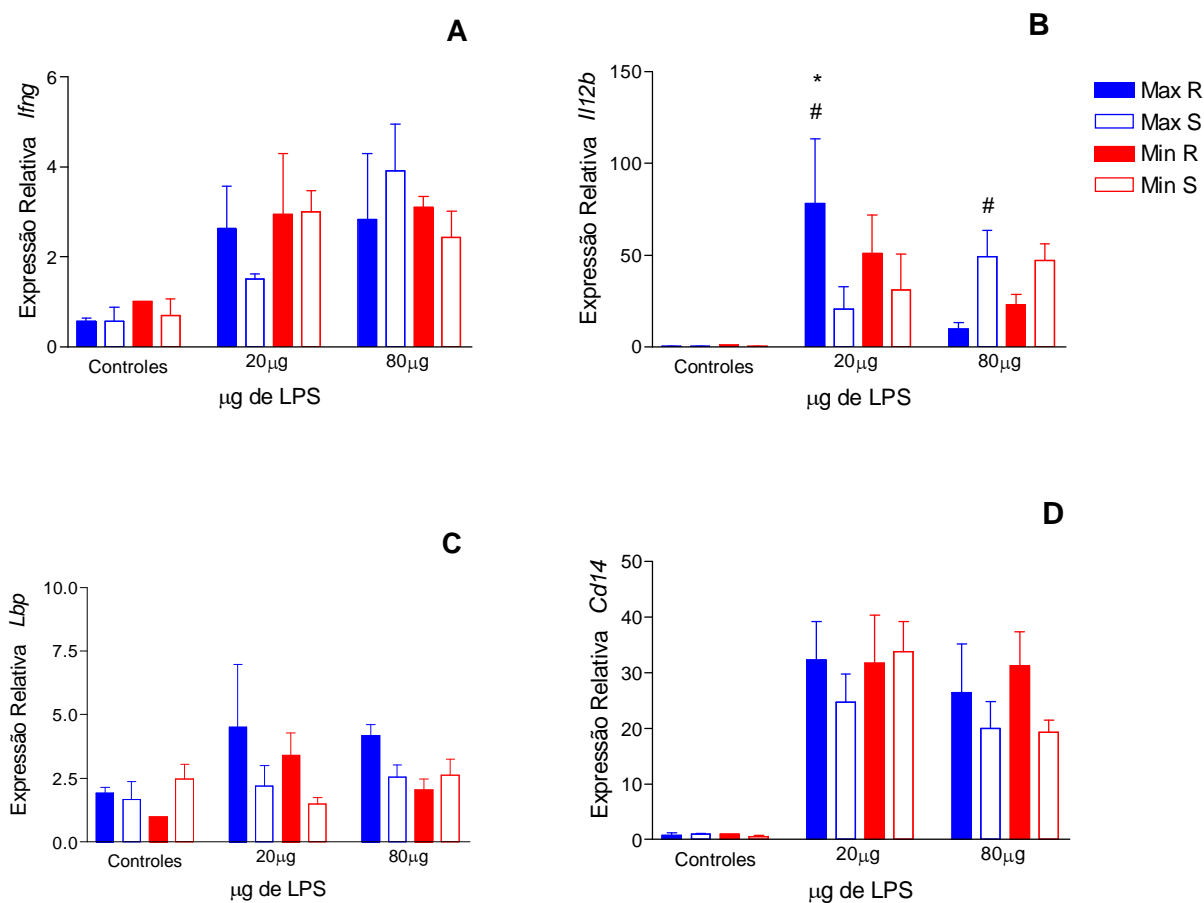 A
Expressão Relativa Ifng
6
4
2
0
Controles 20µg 80µg
µg de LPS
B
Expressão Relativa Il12b
150
100
50
0
*
#
#
Controles 20µg 80µg
µg de LPS
Max R
Max S
Min R
Min S
C
Expressão Relativa Lbp
10.0
7.5
5.0
2.5
0.0
Controles 20µg 80µg
µg de LPS
D
Expressão Relativa Cd14
50
40
30
20
10
0
Controles 20µg 80µg
µg de LPS